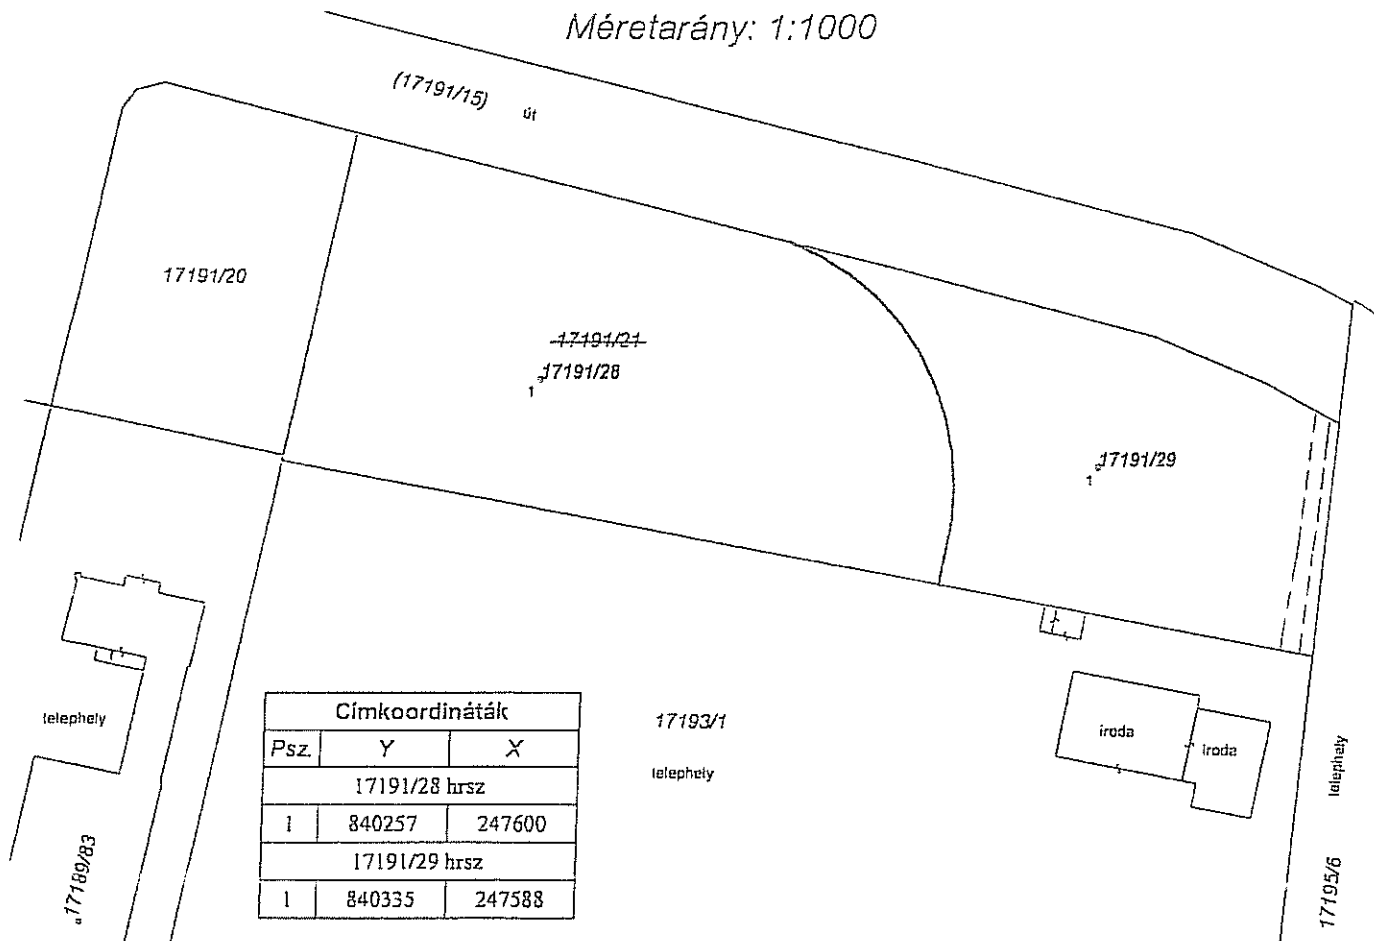 Méretarány: 1:1000
(17191/15)
út
17191/20
17191/21
17191/28
1
17191/29
1
telephely
17193/1
telephely
iroda
iroda
telephely
17189/83
17195/6
Címkoordináták
Psz. Y X
17191/28 hrsz
1 840257 247600
17191/29 hrsz
1 840335 247588